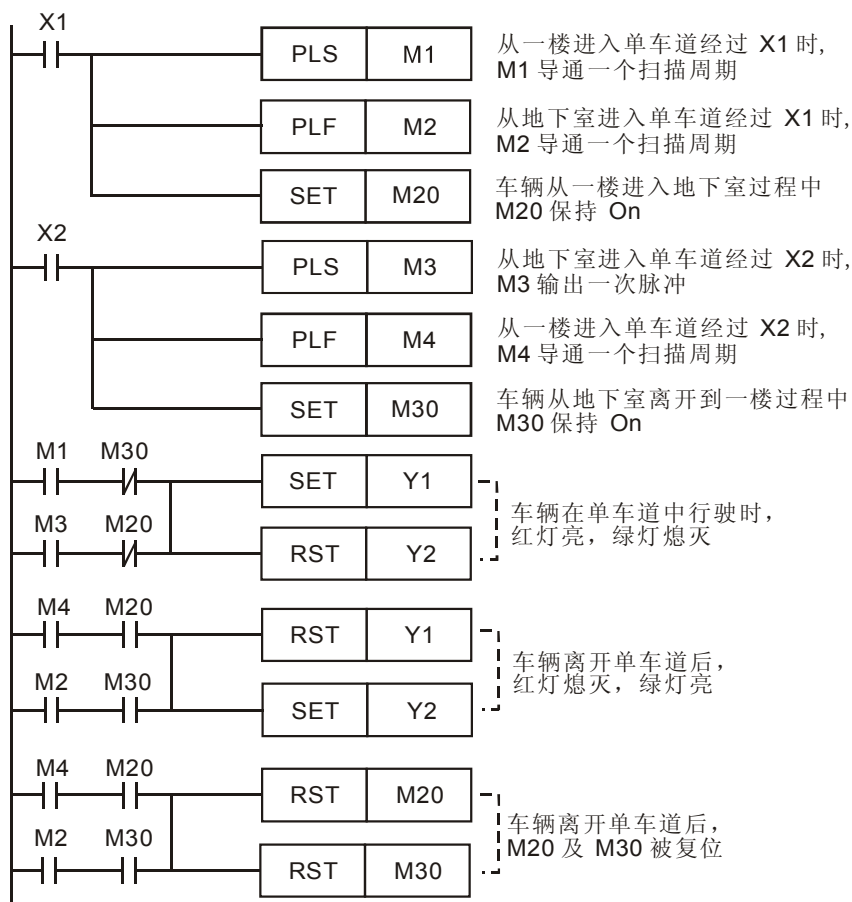 X1
PLS M1
从一楼进入单车道经过 X1 时,
M1 导通一个扫描周期
PLF M2
从地下室进入单车道经过 X1 时,
M2 导通一个扫描周期
SET M20
车辆从一楼进入地下室过程中
M20 保持 On
X2
PLS M3
从地下室进入单车道经过 X2 时,
M3 输出一次脉冲
PLF M4
从一楼进入单车道经过 X2 时,
M4 导通一个扫描周期
SET M30
车辆从地下室离开到一楼过程中
M30 保持 On
M1 M30
SET Y1
M3 M20
RST Y2
车辆在单车道中行驶时，
红灯亮，绿灯熄灭
M4 M20
RST Y1
M2 M30
SET Y2
车辆离开单车道后，
红灯熄灭，绿灯亮
M4 M20
RST M20
M2 M30
RST M30
车辆离开单车道后，
M20 及 M30 被复位